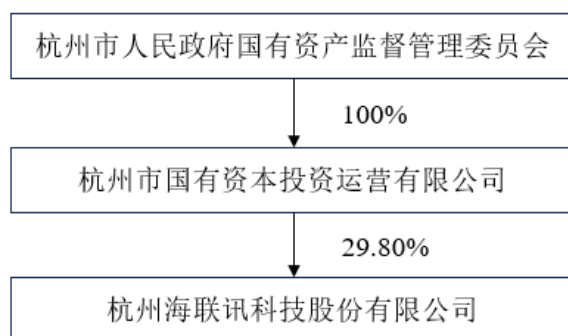 杭州市人民政府国有资产监督管理委员会
100%
杭州市国有资本投资运营有限公司
29.80%
杭州海联讯科技股份有限公司